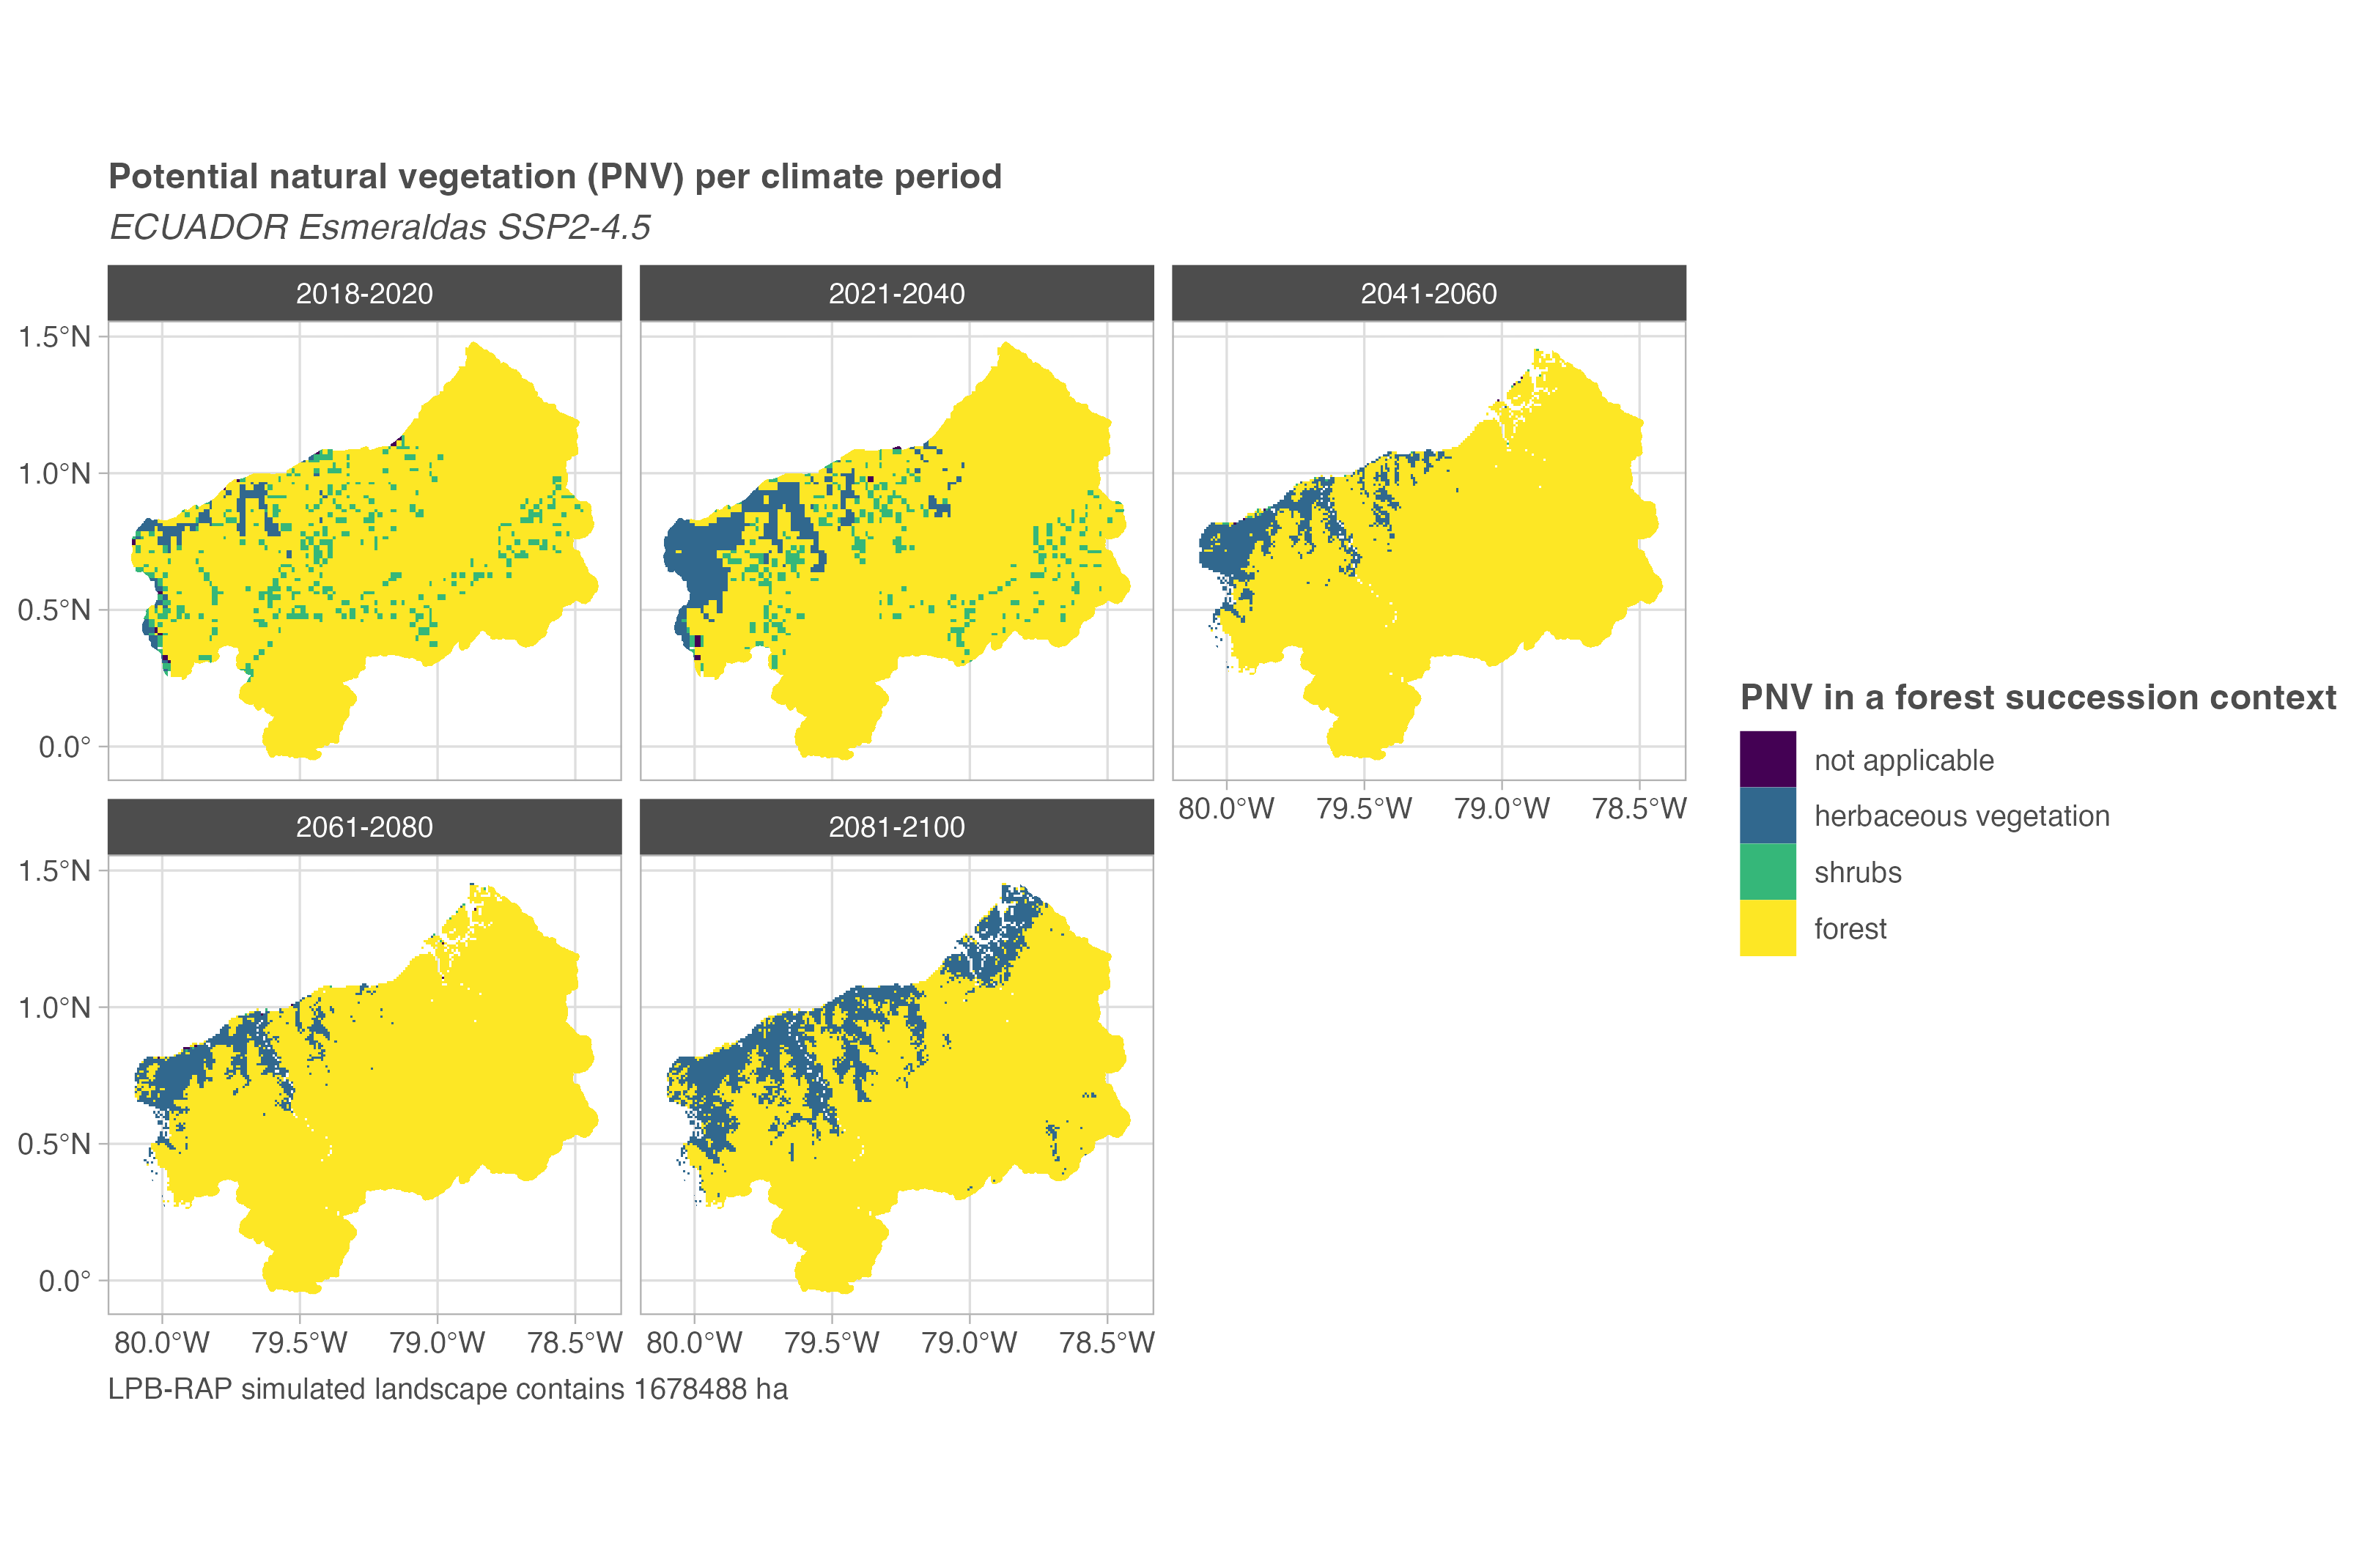 Potential natural vegetation (PNV) per climate period
ECUADOR Esmeraldas SSP2-4.5
2018-2020
2021-2040
2041-2060
1.5°N
1.0°N
0.5°N
0.0°
80.0°W 79.5°W 79.0°W 78.5°W
2061-2080
2081-2100
1.5°N
1.0°N
0.5°N
0.0°
80.0°W 79.5°W 79.0°W 78.5°W
80.0°W 79.5°W 79.0°W 78.5°W
LPB-RAP simulated landscape contains 1678488 ha
PNV in a forest succession context
not applicable
herbaceous vegetation
shrubs
forest